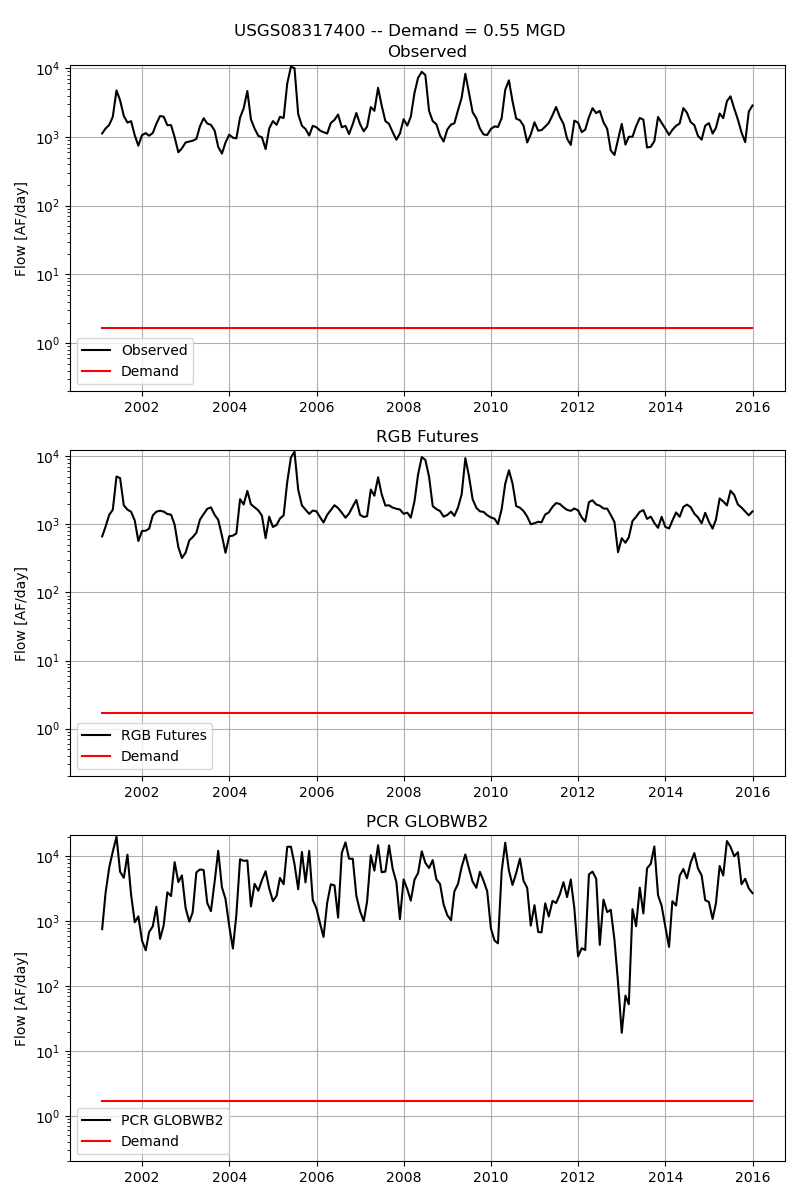 USGS08317400 -- Demand = 0.55 MGD
Observed
10⁴
10³
10²
10¹
10⁰
Flow [AF/day]
Observed
Demand
2002 2004 2006 2008 2010 2012 2014 2016
RGB Futures
10⁴
10³
10²
10¹
10⁰
Flow [AF/day]
RGB Futures
Demand
2002 2004 2006 2008 2010 2012 2014 2016
PCR GLOBWB2
10⁴
10³
10²
10¹
10⁰
Flow [AF/day]
PCR GLOBWB2
Demand
2002 2004 2006 2008 2010 2012 2014 2016